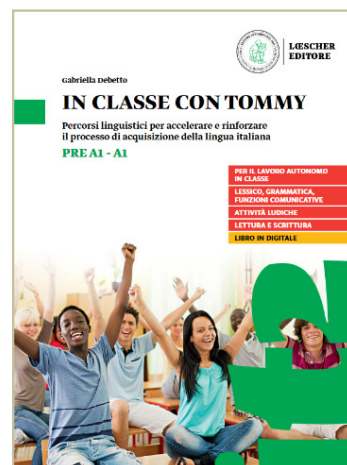 LŒSCHER
EDITORE
Gabriella Debetto
IN CLASSE CON TOMMY
Percorsi linguistici per accelerare e rinforzare
il processo di acquisizione della lingua italiana
PRE A1 - A1
PER IL LAVORO AUTONOMO
IN CLASSE
LESSICO, GRAMMATICA,
FUNZIONI COMUNICATIVE
ATTIVITÀ LUDICHE
LETTURA E SCRITTURA
LIBRO IN DIGITALE